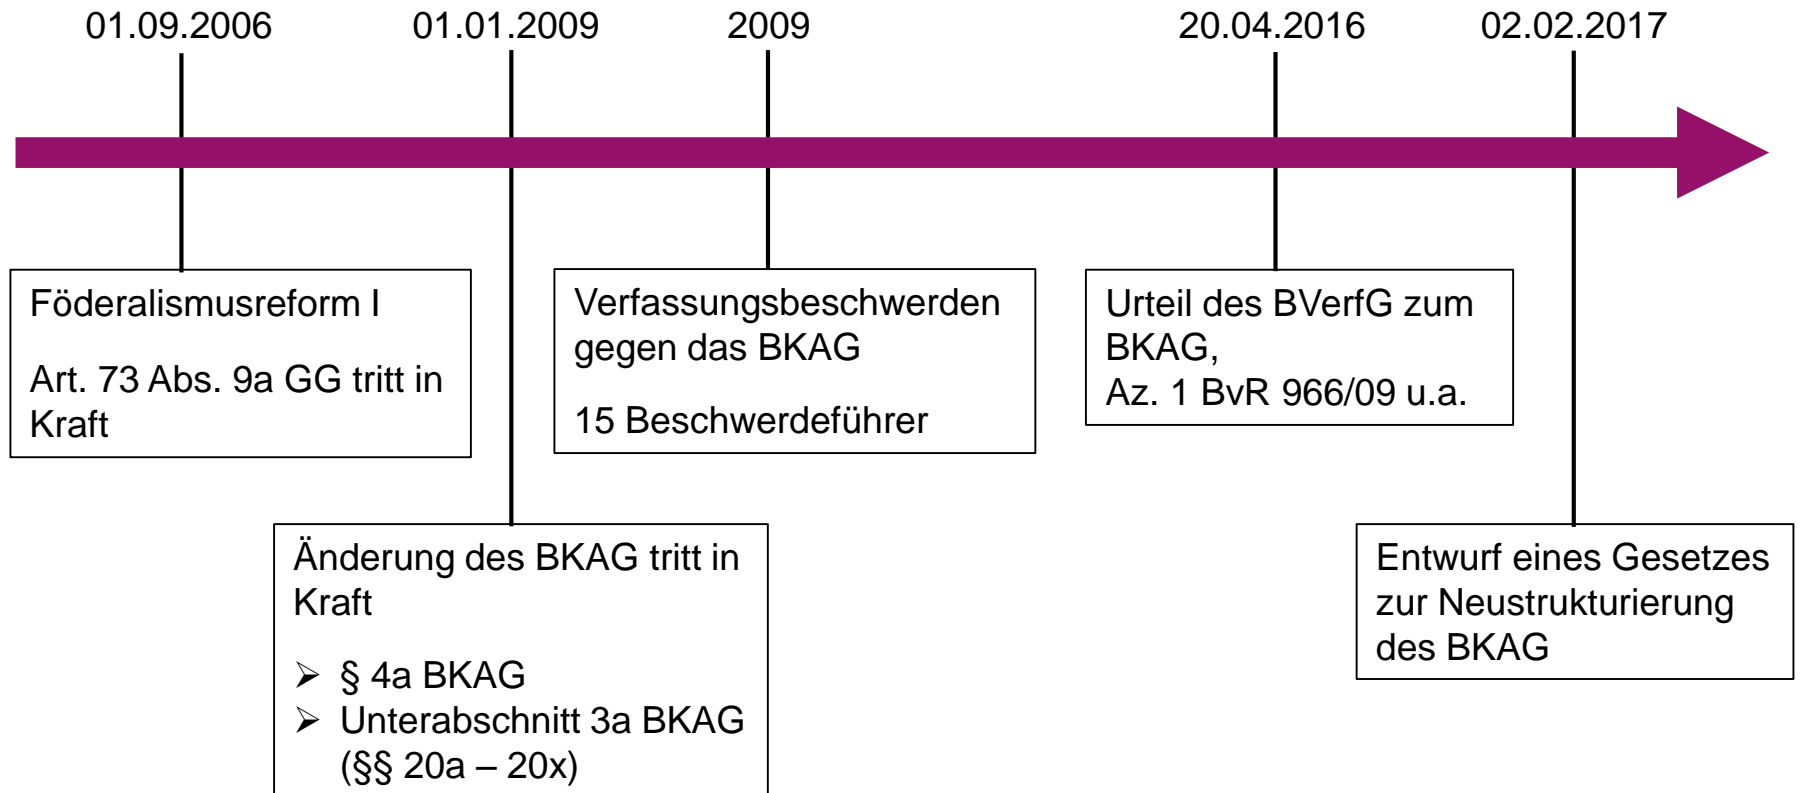 01.09.2006
01.01.2009
2009
20.04.2016
02.02.2017
Föderalismusreform I
Art. 73 Abs. 9a GG tritt in
Kraft
Verfassungsbeschwerden
gegen das BKAG
15 Beschwerdeführer
Urteil des BVerfG zum
BKAG,
Az. 1 BvR 966/09 u.a.
Änderung des BKAG tritt in
Kraft
➢ § 4a BKAG
➢ Unterabschnitt 3a BKAG
(§§ 20a – 20x)
Entwurf eines Gesetzes
zur Neustrukturierung
des BKAG